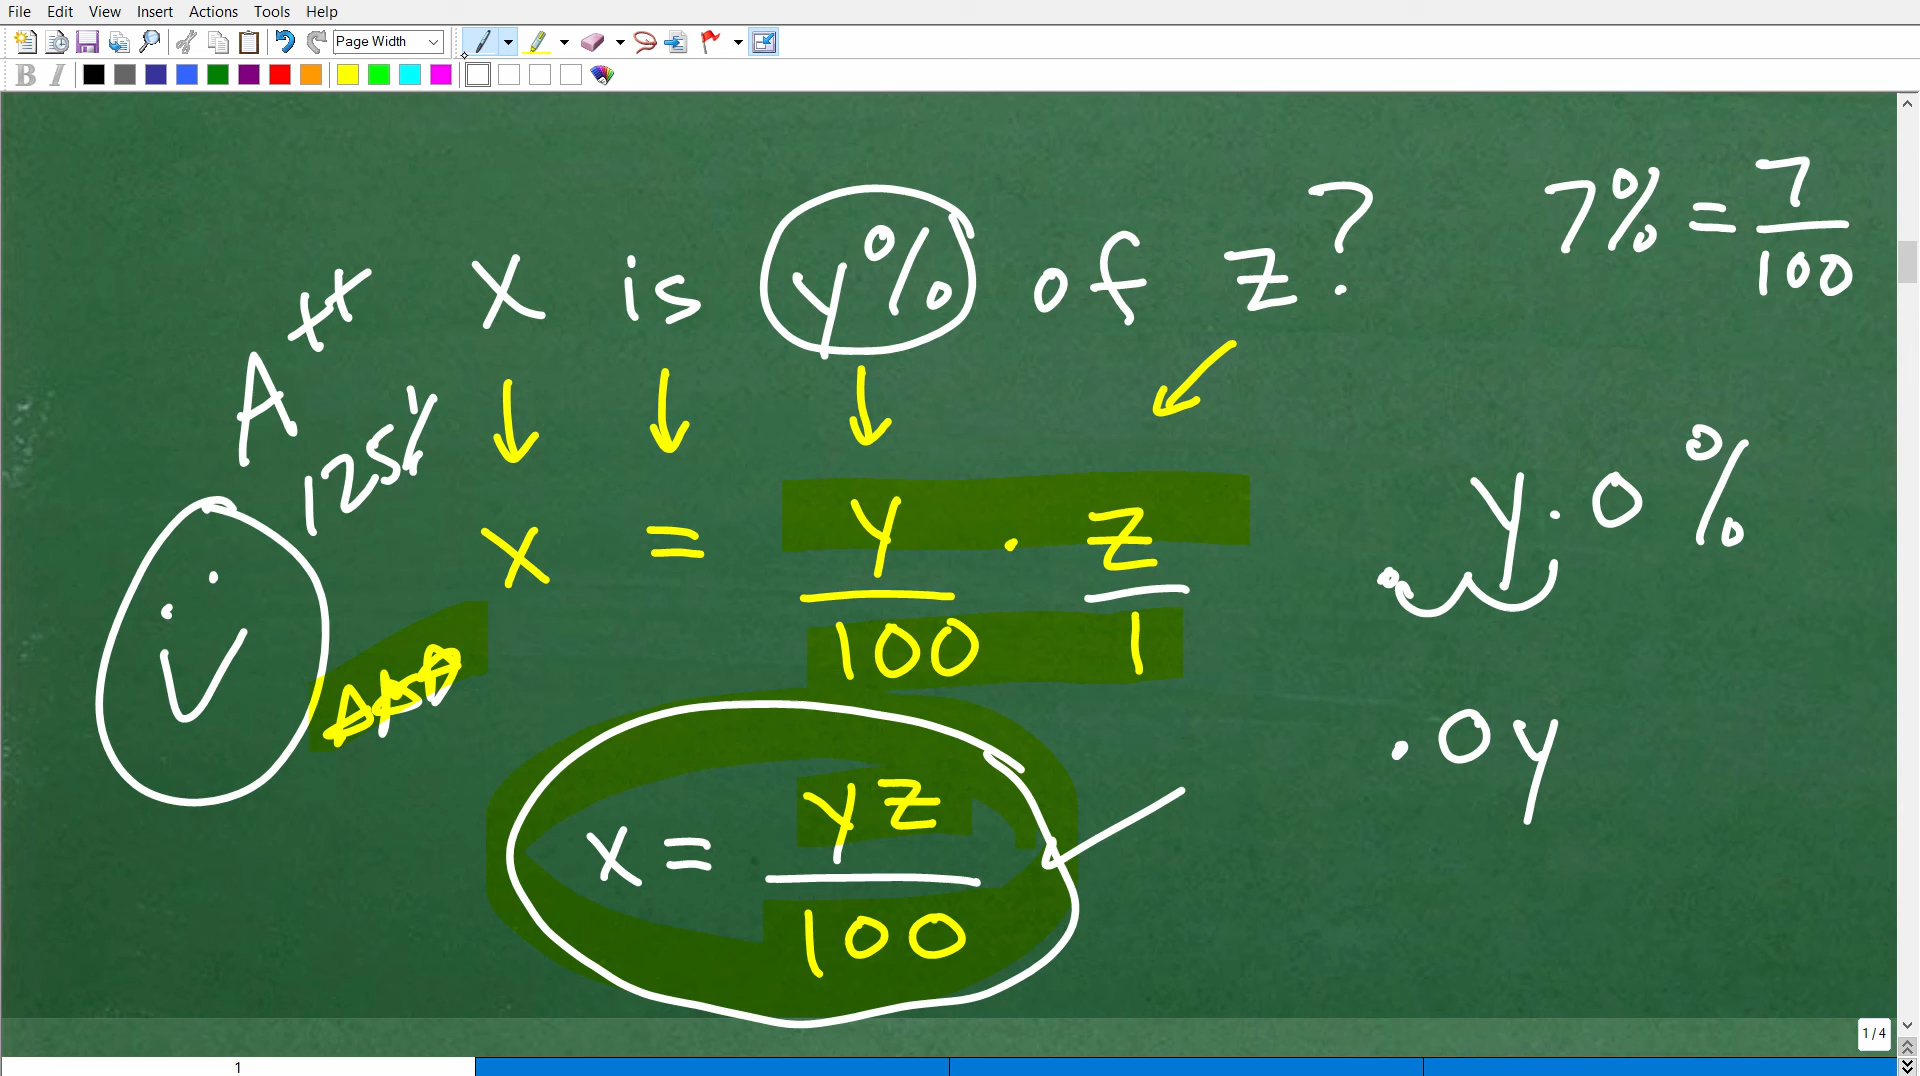 File Edit View Insert Actions Tools Help
Page Width
B I
x is y% of z?
7% = 7/100
A++
125%
x = y/100 · z/1
y.0%
.0y
x = yz/100
1 / 4
1